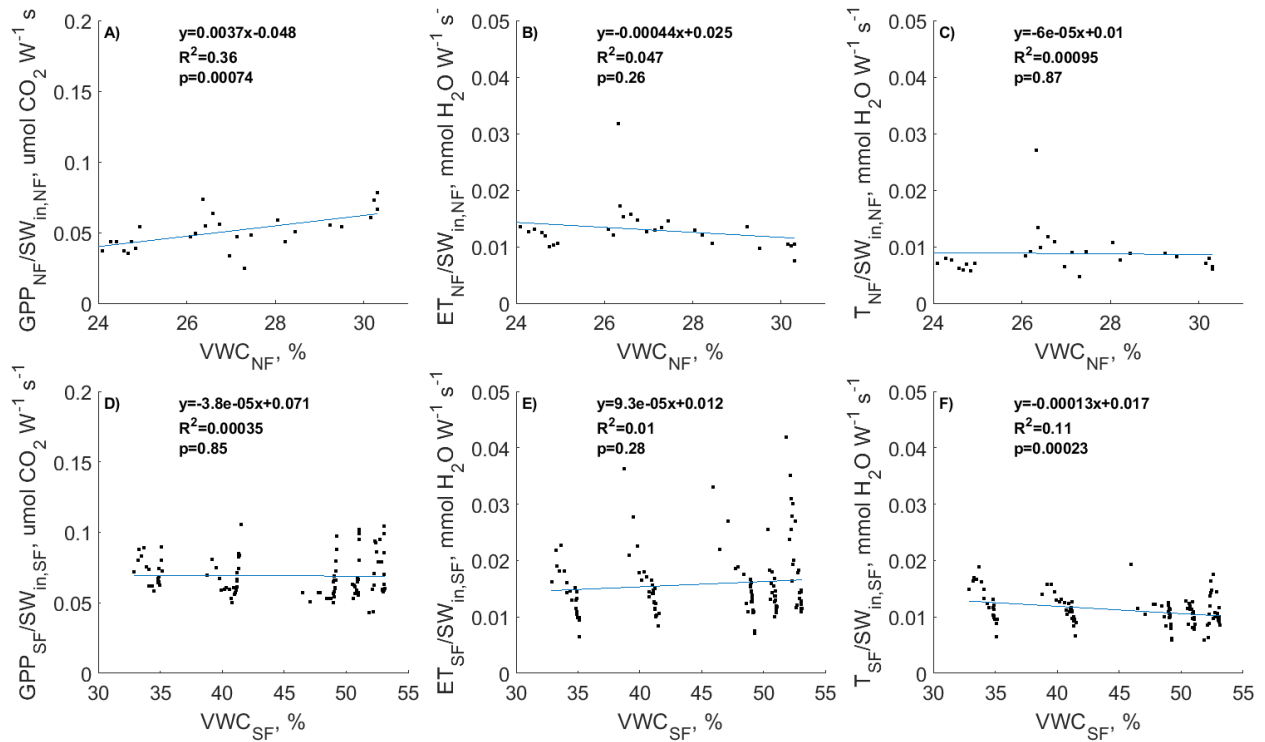 A)
y=0.0037x-0.048
R²=0.36
p=0.00074
GPP_NF/SW_in,NF, umol CO₂ W⁻¹ s
0.2
0.15
0.1
0.05
0
24 26 28 30
VWC_NF, %
B)
y=-0.00044x+0.025
R²=0.047
p=0.26
ET_NF/SW_in,NF, mmol H₂O W⁻¹ s⁻
0.05
0.04
0.03
0.02
0.01
0
24 26 28 30
VWC_NF, %
C)
y=-6e-05x+0.01
R²=0.00095
p=0.87
T_NF/SW_in,NF, mmol H₂O W⁻¹ s⁻¹
0.05
0.04
0.03
0.02
0.01
0
24 26 28 30
VWC_NF, %
D)
y=-3.8e-05x+0.071
R²=0.00035
p=0.85
GPP_SF/SW_in,SF, umol CO₂ W⁻¹ s
0.2
0.15
0.1
0.05
0
30 35 40 45 50 55
VWC_SF, %
E)
y=9.3e-05x+0.012
R²=0.01
p=0.28
ET_SF/SW_in,SF, mmol H₂O W⁻¹ s⁻¹
0.05
0.04
0.03
0.02
0.01
0
30 35 40 45 50 55
VWC_SF, %
F)
y=-0.00013x+0.017
R²=0.11
p=0.00023
T_SF/SW_in,SF, mmol H₂O W⁻¹ s⁻¹
0.05
0.04
0.03
0.02
0.01
0
30 35 40 45 50 55
VWC_SF, %